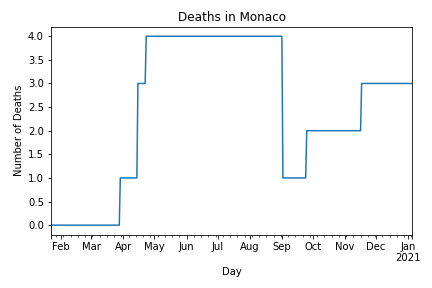 Deaths in Monaco
4.0
3.5
3.0
2.5
2.0
1.5
1.0
0.5
0.0
Number of Deaths
Feb Mar Apr May Jun Jul Aug Sep Oct Nov Dec Jan
2021
Day